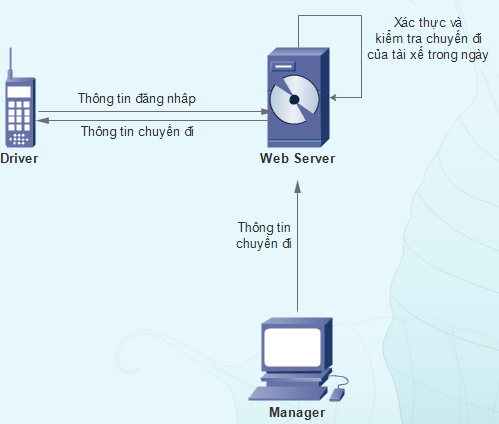 Xác thực và
kiểm tra chuyến đi
của tài xế trong ngày
Thông tin đăng nhâp
Thông tin chuyến đi
Driver
Web Server
Thông tin
chuyến đi
Manager